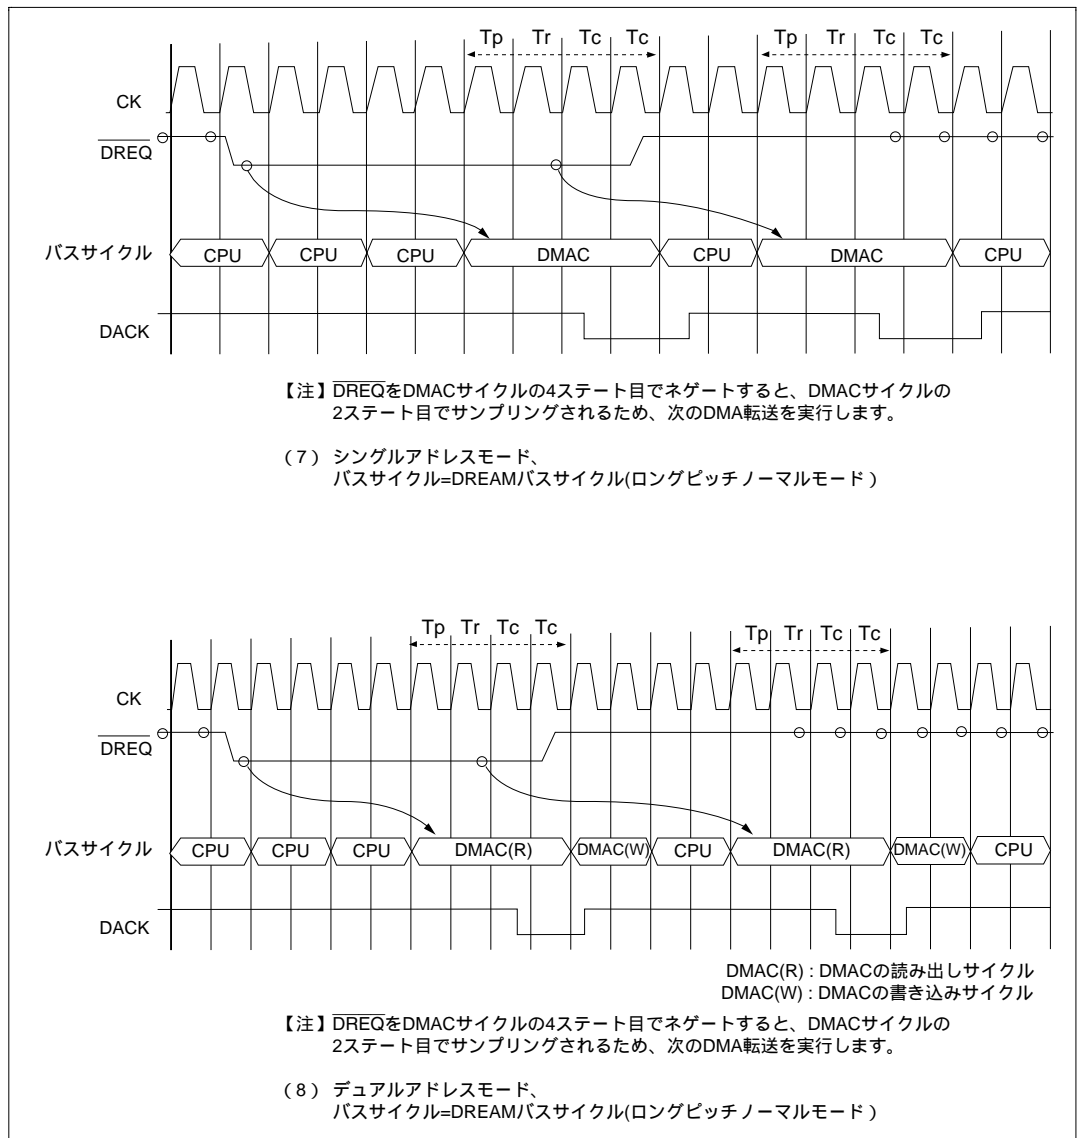 Tp Tr Tc Tc Tp Tr Tc Tc
CK
DREQ
バスサイクル CPU CPU CPU DMAC CPU DMAC CPU
DACK
【注】DREQをDMACサイクルの4ステート目でネゲートすると、DMACサイクルの
2ステート目でサンプリングされるため、次のDMA転送を実行します。
（7） シングルアドレスモード、
バスサイクル=DREAMバスサイクル(ロングピッチノーマルモード）
Tp Tr Tc Tc Tp Tr Tc Tc
CK
DREQ
バスサイクル CPU CPU CPU DMAC(R) DMAC(W) CPU DMAC(R) DMAC(W) CPU
DACK
DMAC(R) : DMACの読み出しサイクル
DMAC(W) : DMACの書き込みサイクル
【注】DREQをDMACサイクルの4ステート目でネゲートすると、DMACサイクルの
2ステート目でサンプリングされるため、次のDMA転送を実行します。
（8） デュアルアドレスモード、
バスサイクル=DREAMバスサイクル(ロングピッチノーマルモード）